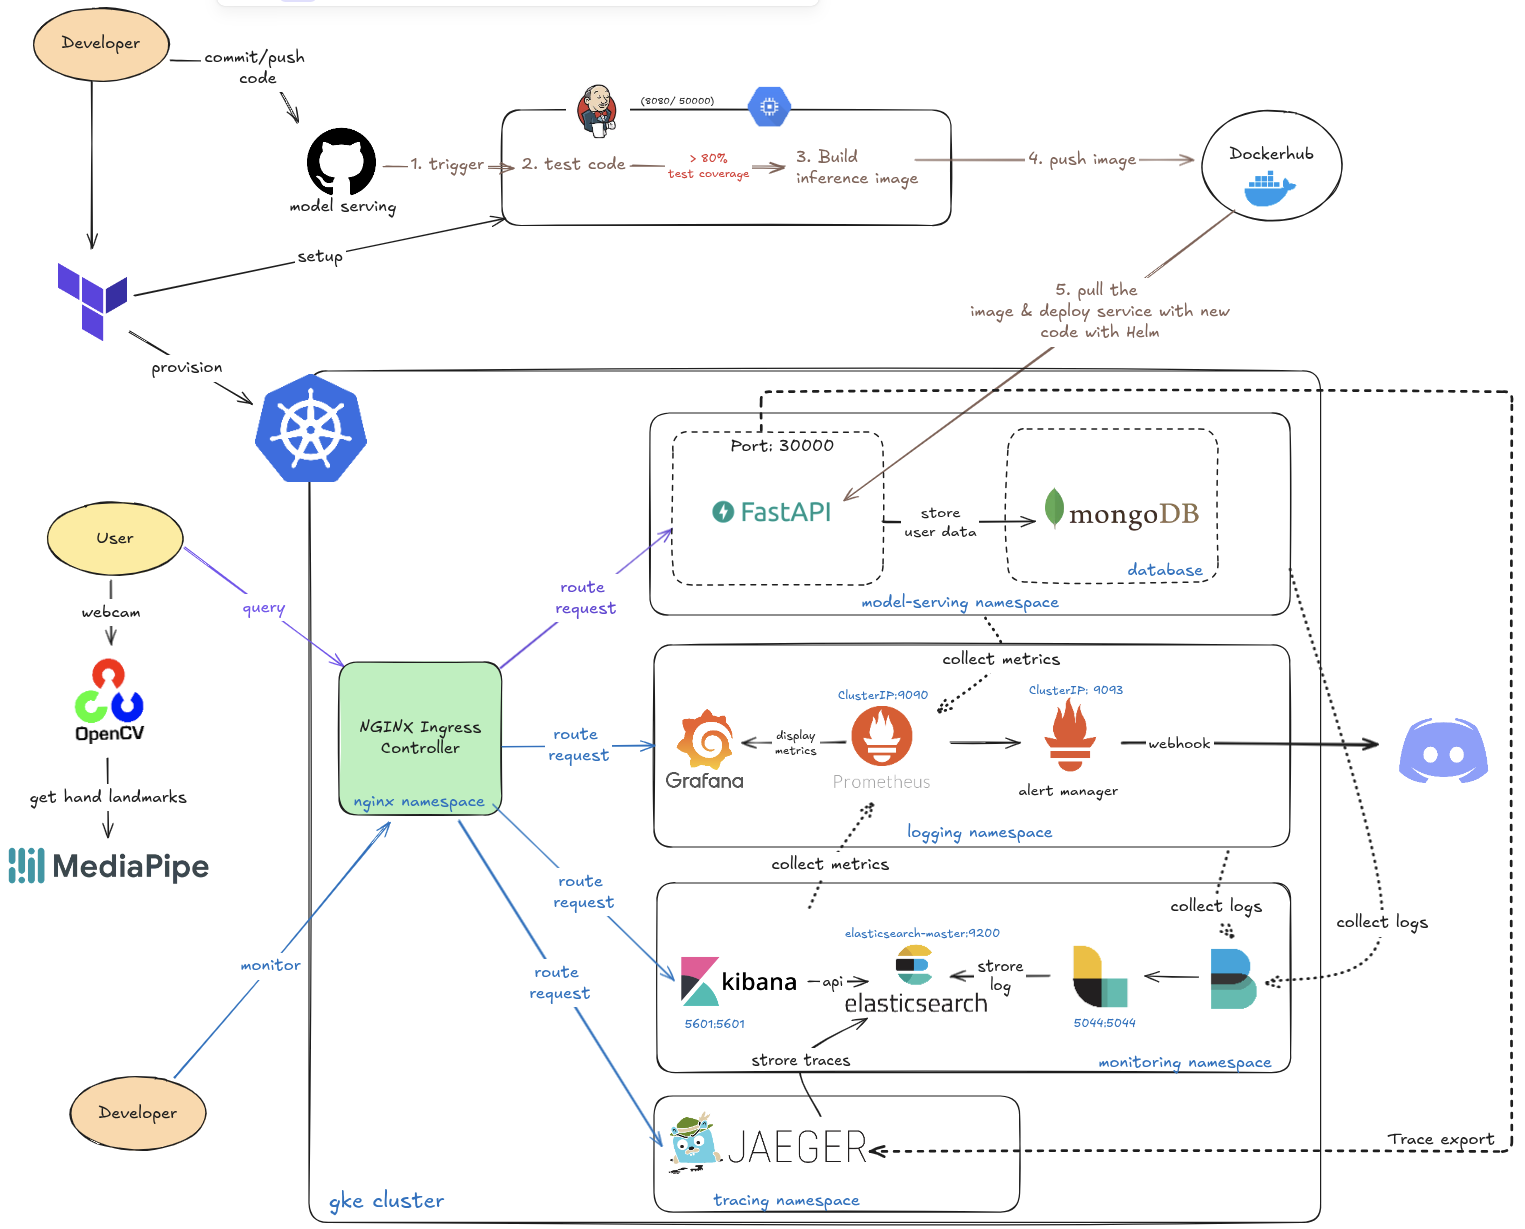 Developer
commit/push
code
(8080/ 50000)
1. trigger
2. test code
> 80%
test coverage
3. Build
inference image
4. push image
Dockerhub
model serving
setup
5. pull the
image & deploy service with new
code with Helm
provision
Port: 30000
FastAPI
store
user data
mongoDB
database
model-serving namespace
User
webcam
query
route
request
OpenCV
get hand landmarks
MediaPipe
NGINX Ingress
Controller
nginx namespace
route
request
collect metrics
ClusterIP:9090
ClusterIP: 9093
display
metrics
Grafana
Prometheus
alert manager
webhook
logging namespace
collect metrics
route
request
collect logs
collect logs
elasticsearch-master:9200
kibana
api
elasticsearch
strore
log
5601:5601
5044:5044
strore traces
monitoring namespace
monitor
route
request
Developer
JAEGER
Trace export
tracing namespace
gke cluster